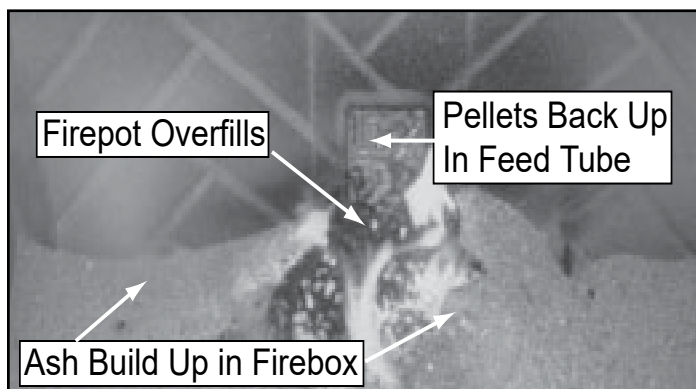 Firepot Overfills
Pellets Back Up
In Feed Tube
Ash Build Up in Firebox